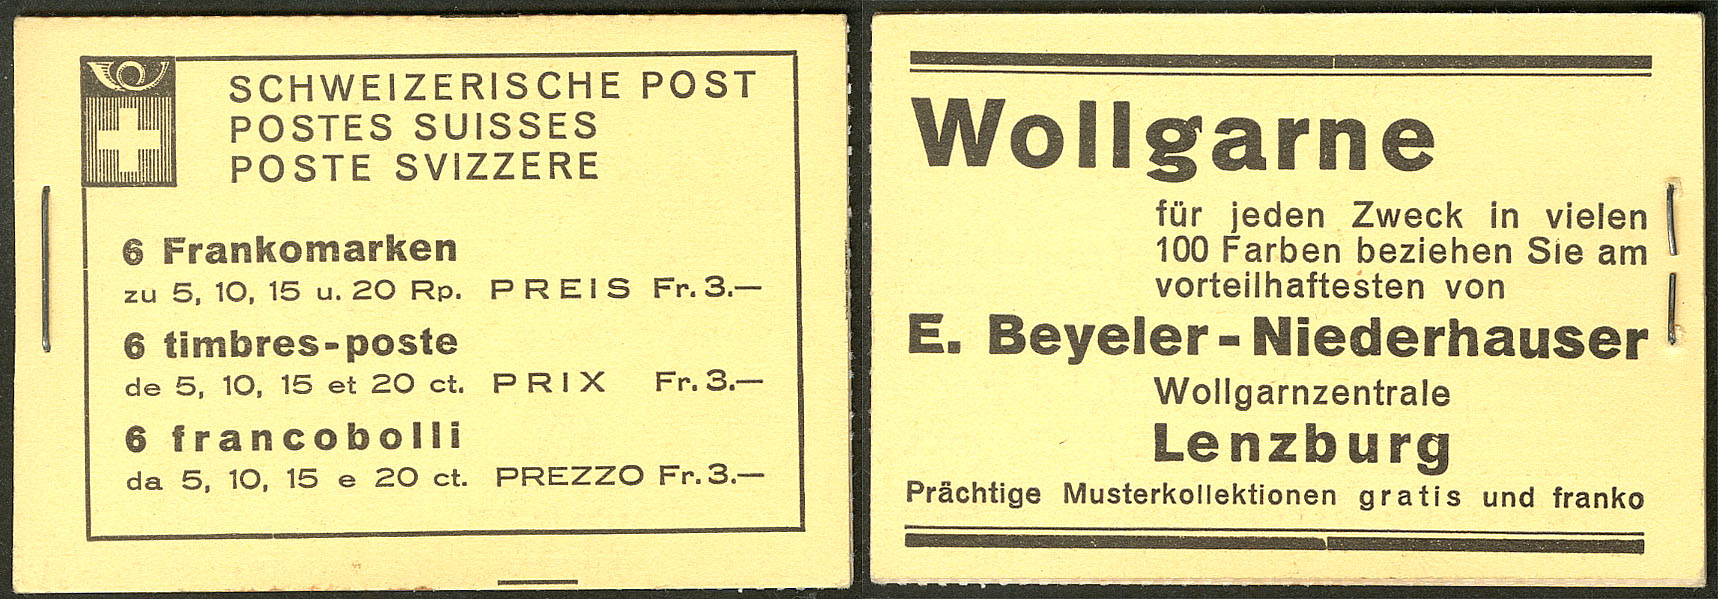 SCHWEIZERISCHE POST
POSTES SUISSES
POSTE SVIZZERE
6 Frankomarken
zu 5, 10, 15 u. 20 Rp. PREIS Fr. 3.—
6 timbres-poste
de 5, 10, 15 et 20 ct. PRIX Fr. 3.—
6 francobolli
da 5, 10, 15 e 20 ct. PREZZO Fr. 3.—
Wollgarne
für jeden Zweck in vielen
100 Farben beziehen Sie am
vorteilhaftesten von
E. Beyeler-Niederhauser
Wollgarnzentrale
Lenzburg
Prächtige Musterkollektionen gratis und franko